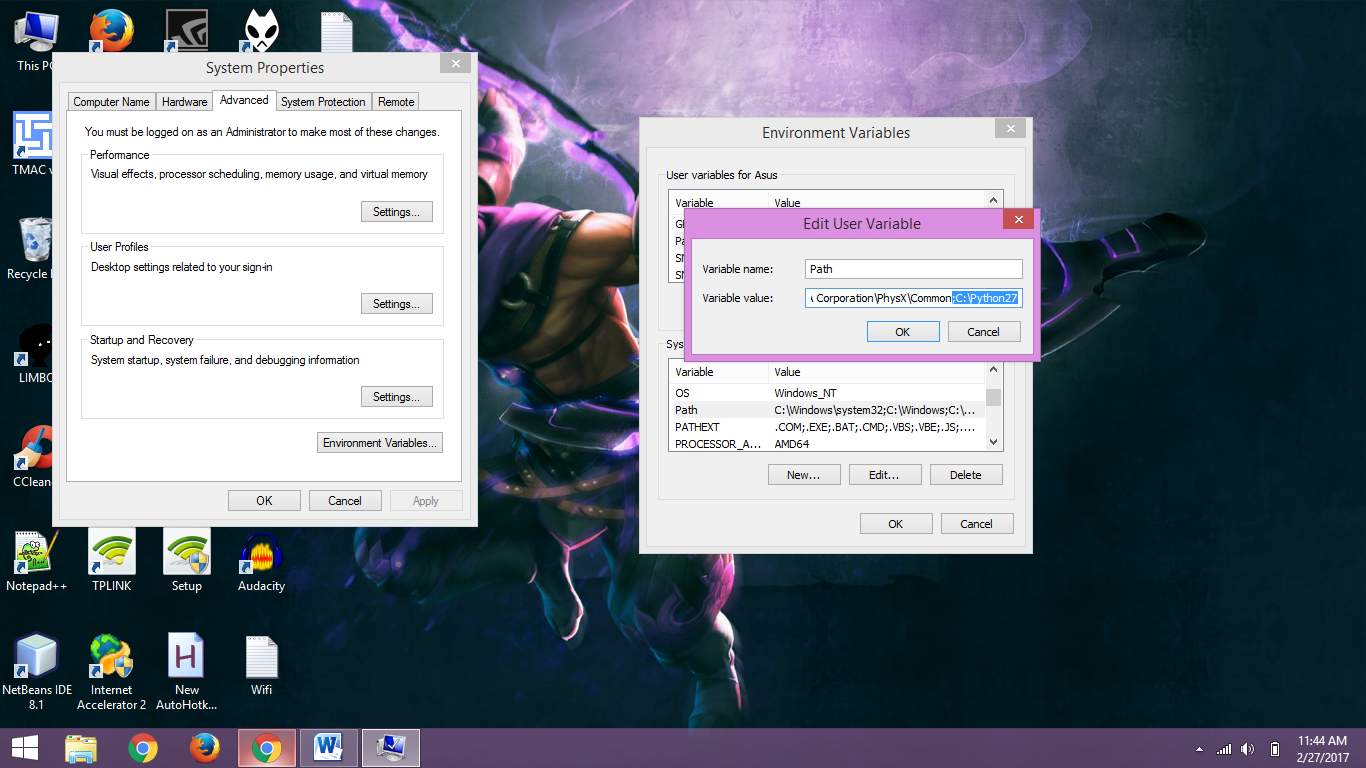 This PC
TMAC v
Recycle
LIMBO
CClean
Notepad++
TPLINK
Setup
Audacity
NetBeans IDE
8.1
Internet
Accelerator 2
New
AutoHotk...
Wifi
System Properties
Computer Name
Hardware
Advanced
System Protection
Remote
You must be logged on as an Administrator to make most of these changes.
Performance
Visual effects, processor scheduling, memory usage, and virtual memory
Settings...
User Profiles
Desktop settings related to your sign-in
Settings...
Startup and Recovery
System startup, system failure, and debugging information
Settings...
Environment Variables...
OK
Cancel
Apply
Environment Variables
User variables for Asus
Variable Value
Edit User Variable
Variable name: Path
Variable value: Corporation\PhysX\Common;C:\Python27
OK
Cancel
Variable Value
OS Windows_NT
Path C:\Windows\system32;C:\Windows;C:\...
PATHEXT .COM;.EXE;.BAT;.CMD;.VBS;.VBE;.JS;....
PROCESSOR_A... AMD64
New...
Edit...
Delete
OK
Cancel
11:44 AM
2/27/2017